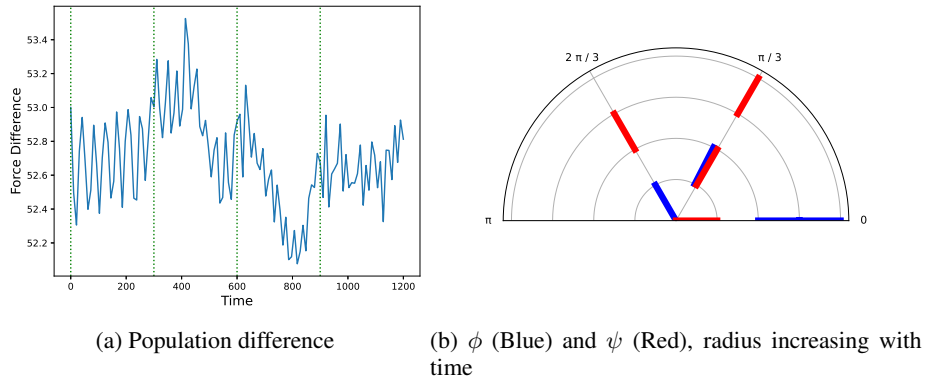 53.4
53.2
53.0
52.8
52.6
52.4
52.2
Force Difference
0 200 400 600 800 1000 1200
Time
2 π / 3
π / 3
π
0
(a) Population difference
(b) ϕ (Blue) and ψ (Red), radius increasing with
time